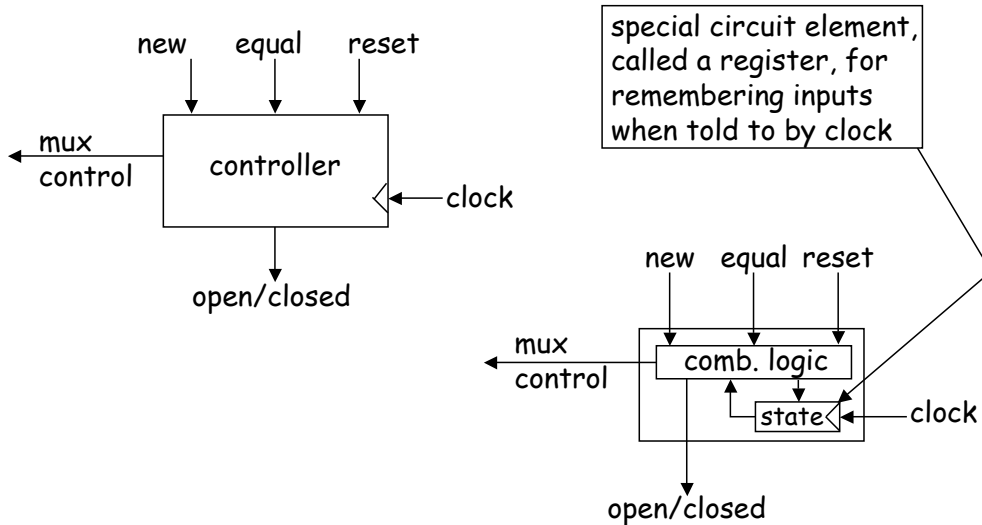 new equal reset
mux
control
controller
clock
open/closed
special circuit element,
called a register, for
remembering inputs
when told to by clock
new equal reset
mux
control
comb. logic
state
clock
open/closed